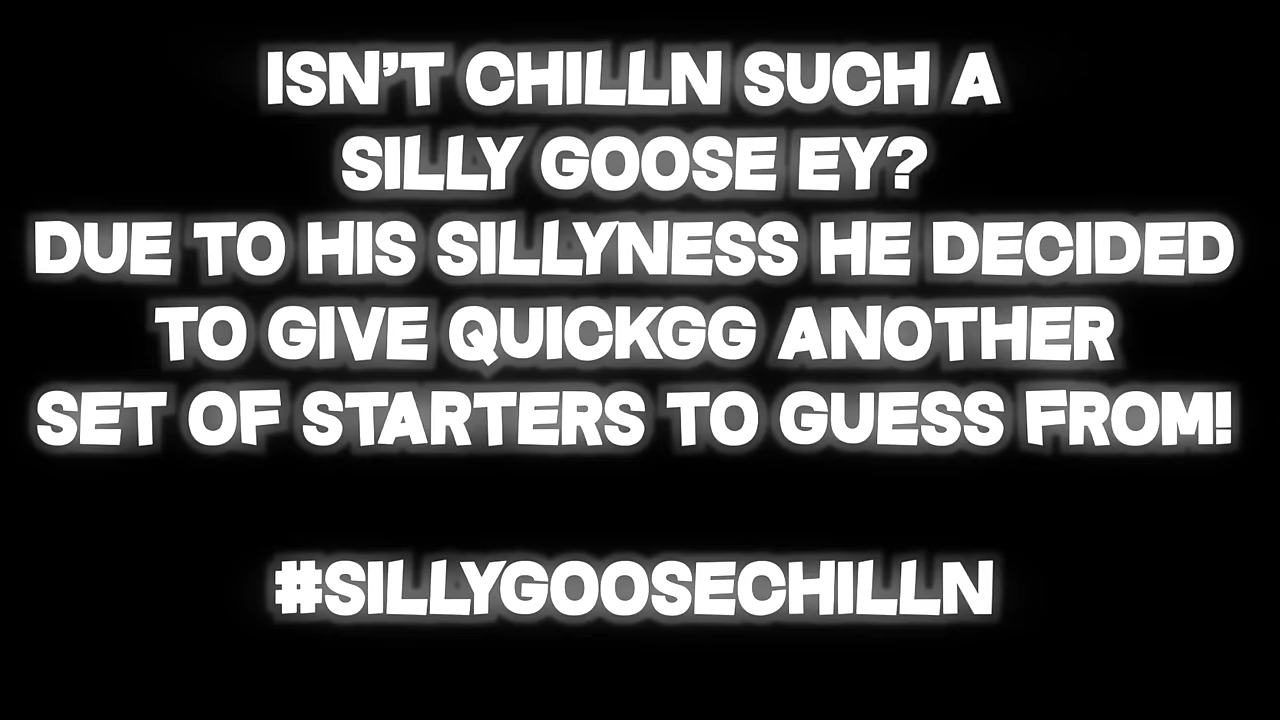 ISN'T CHILLN SUCH A
SILLY GOOSE EY?
DUE TO HIS SILLYNESS HE DECIDED
TO GIVE QUICKGG ANOTHER
SET OF STARTERS TO GUESS FROM!
#SILLYGOOSECHILLN